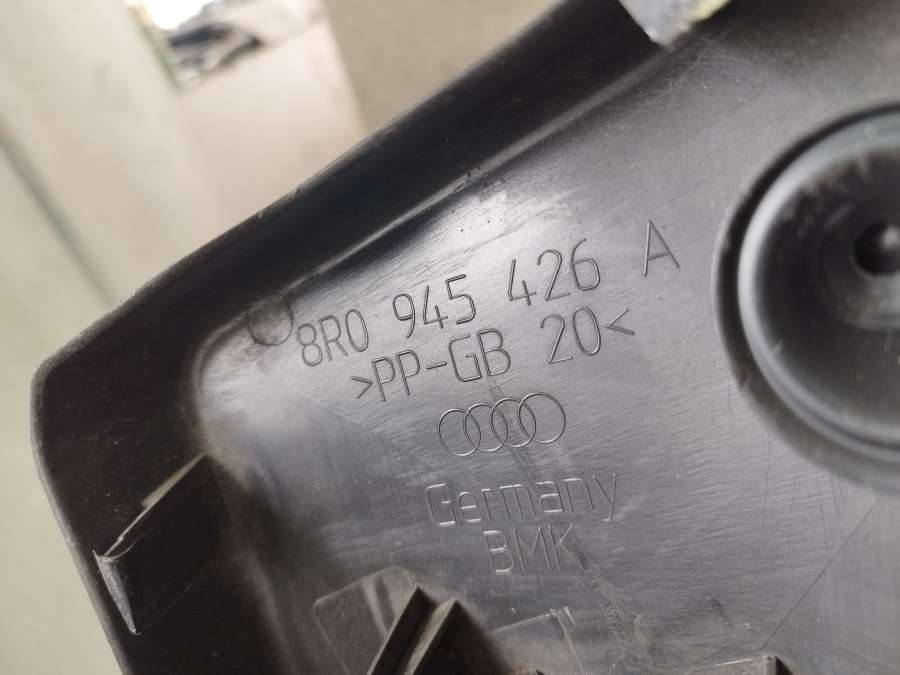 8R0 945 426 A
>PP-GB 20<
Germany
BMK